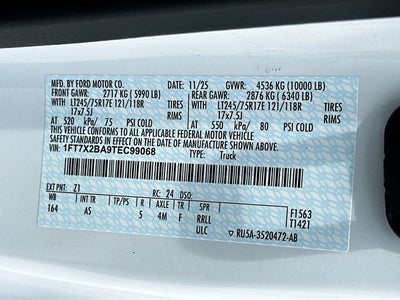 MFD. BY FORD MOTOR CO.
11/25 GVWR: 4536 KG (10000 LB)
FRONT GAWR: 2717 KG (5990 LB)
REAR GAWR: 2876 KG (6340 LB)
WITH WITH
LT245/75R17E 121/118R TIRES LT245/75R17E 121/118R TIRES
17x7.5J RIMS 17x7.5J RIMS
AT 520 kPa/ 75 PSI COLD AT 550 kPa/ 80 PSI COLD
THIS VEHICLE CONFORMS TO ALL APPLICABLE FEDERAL MOTOR VEHICLE
SAFETY STANDARDS IN EFFECT ON THE DATE OF MANUFACTURE SHOWN ABOVE.
VIN: 1FT7X2BA9TEC99068 TYPE: Truck
EXT PNT: Z1 RC: 24 DSO:
WB INT TR TP/PS R AXLE TR SPR F1563
164 AS 5 4M F RRLL T1421
ULC RU5A-3520472-AB